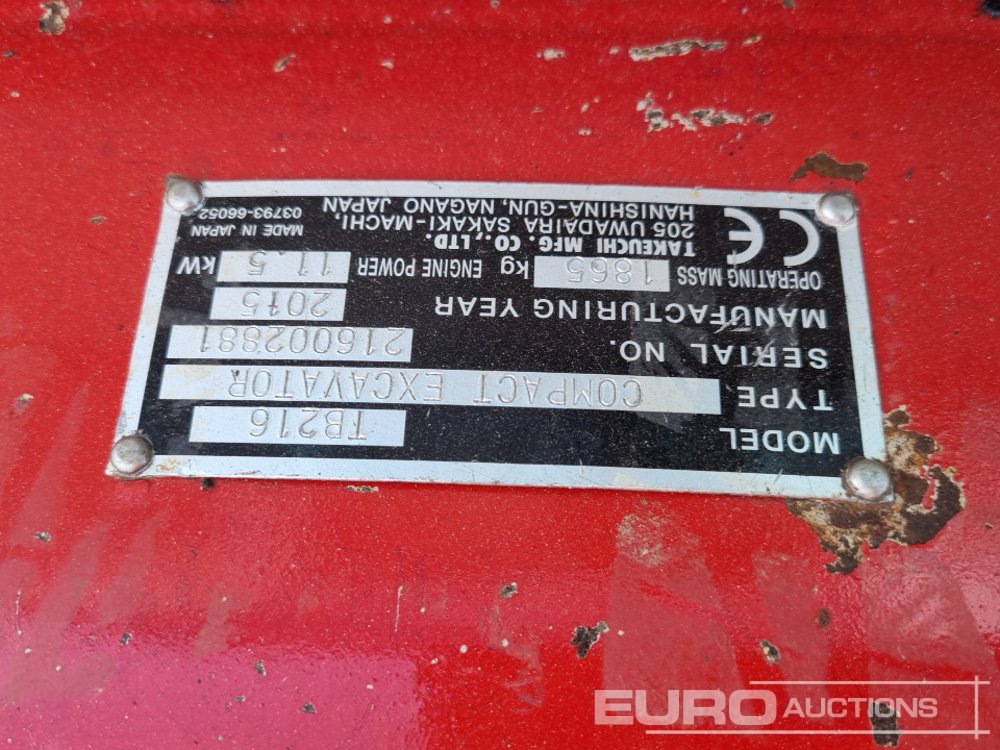 MODEL TB216
TYPE COMPACT EXCAVATOR
SERIAL NO. 216002881
MANUFACTURING YEAR 2015
OPERATING MASS 1865 kg ENGINE POWER 11.5 kW
CE TAKEUCHI MFG. CO., LTD.
205 UWADAIRA SAKAKI-MACHI,
HANISHINA-GUN, NAGANO JAPAN
MADE IN JAPAN
03793-66052
EURO AUCTIONS